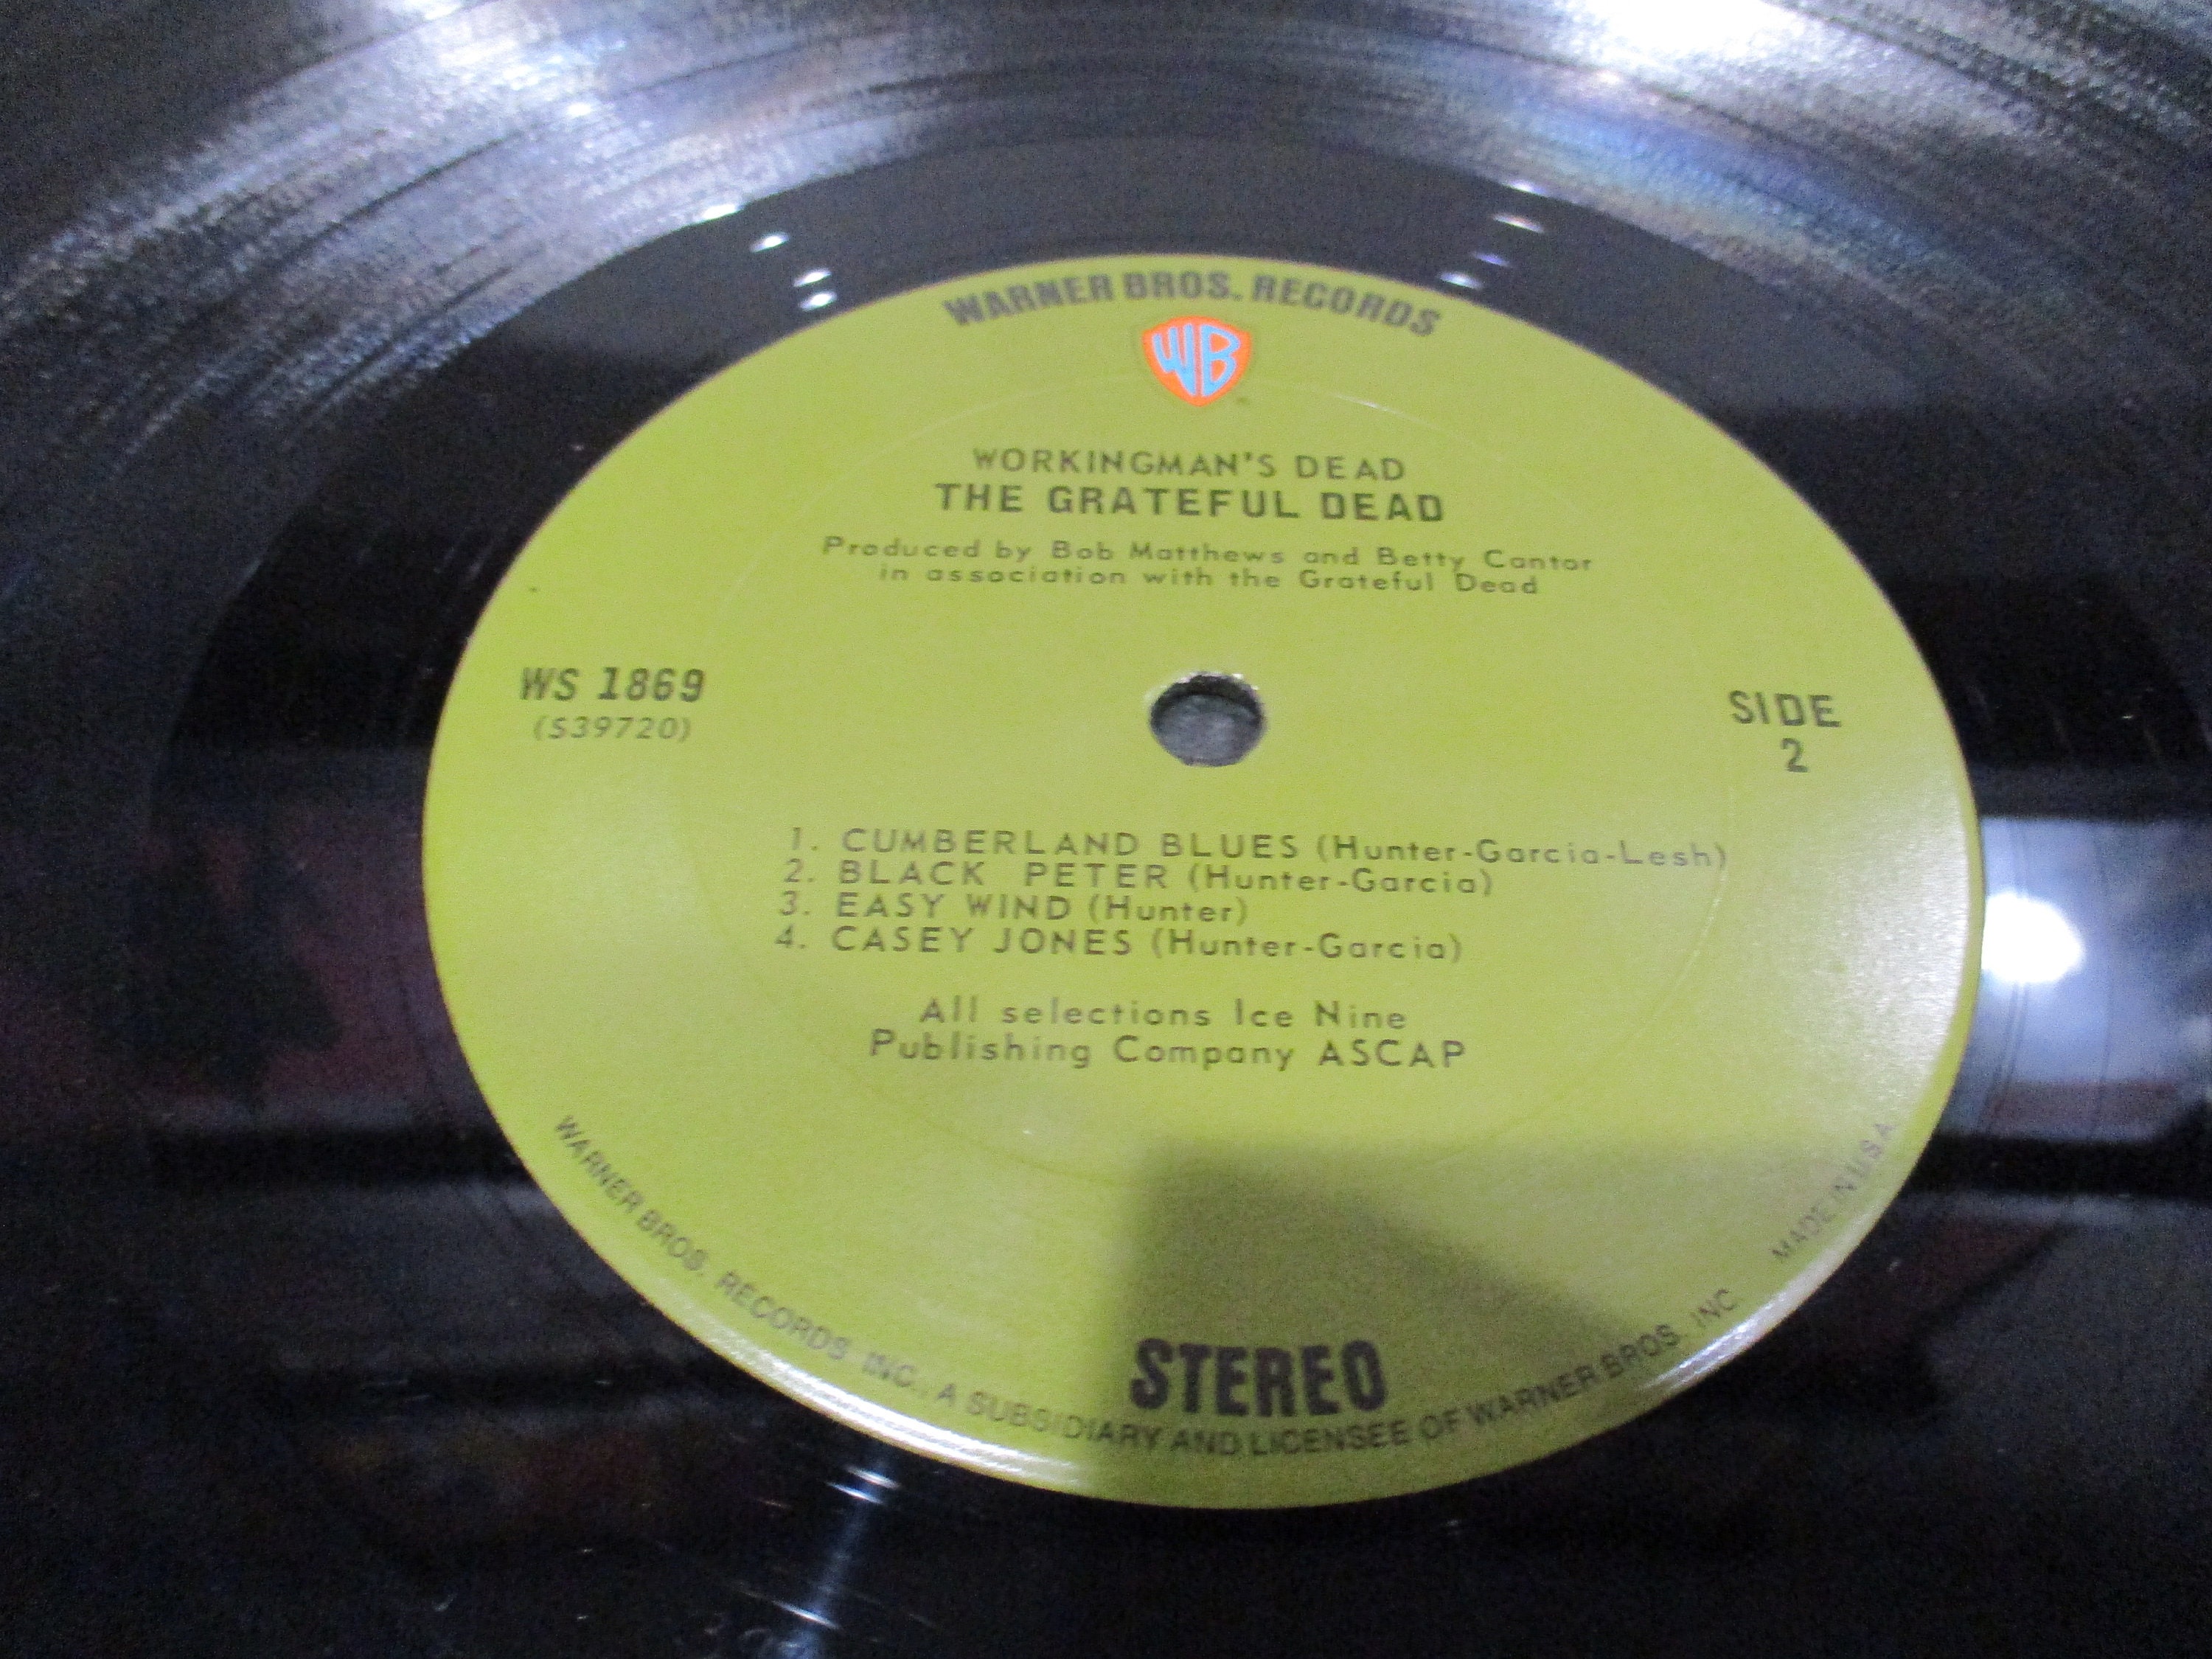 WARNER BROS. RECORDS
WB
WORKINGMAN'S DEAD
THE GRATEFUL DEAD
Produced by Bob Matthews and Betty Cantor
in association with the Grateful Dead
WS 1869
(S39720)
SIDE
2
1. CUMBERLAND BLUES (Hunter-Garcia-Lesh)
2. BLACK PETER (Hunter-Garcia)
3. EASY WIND (Hunter)
4. CASEY JONES (Hunter-Garcia)
All selections Ice Nine
Publishing Company ASCAP
STEREO
WARNER BROS. RECORDS INC., A SUBSIDIARY AND LICENSEE OF WARNER BROS. INC.
MADE IN U.S.A.